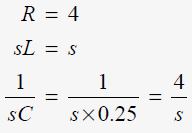 R = 4
sL = s
1/sC = 1/(s×0.25) = 4/s